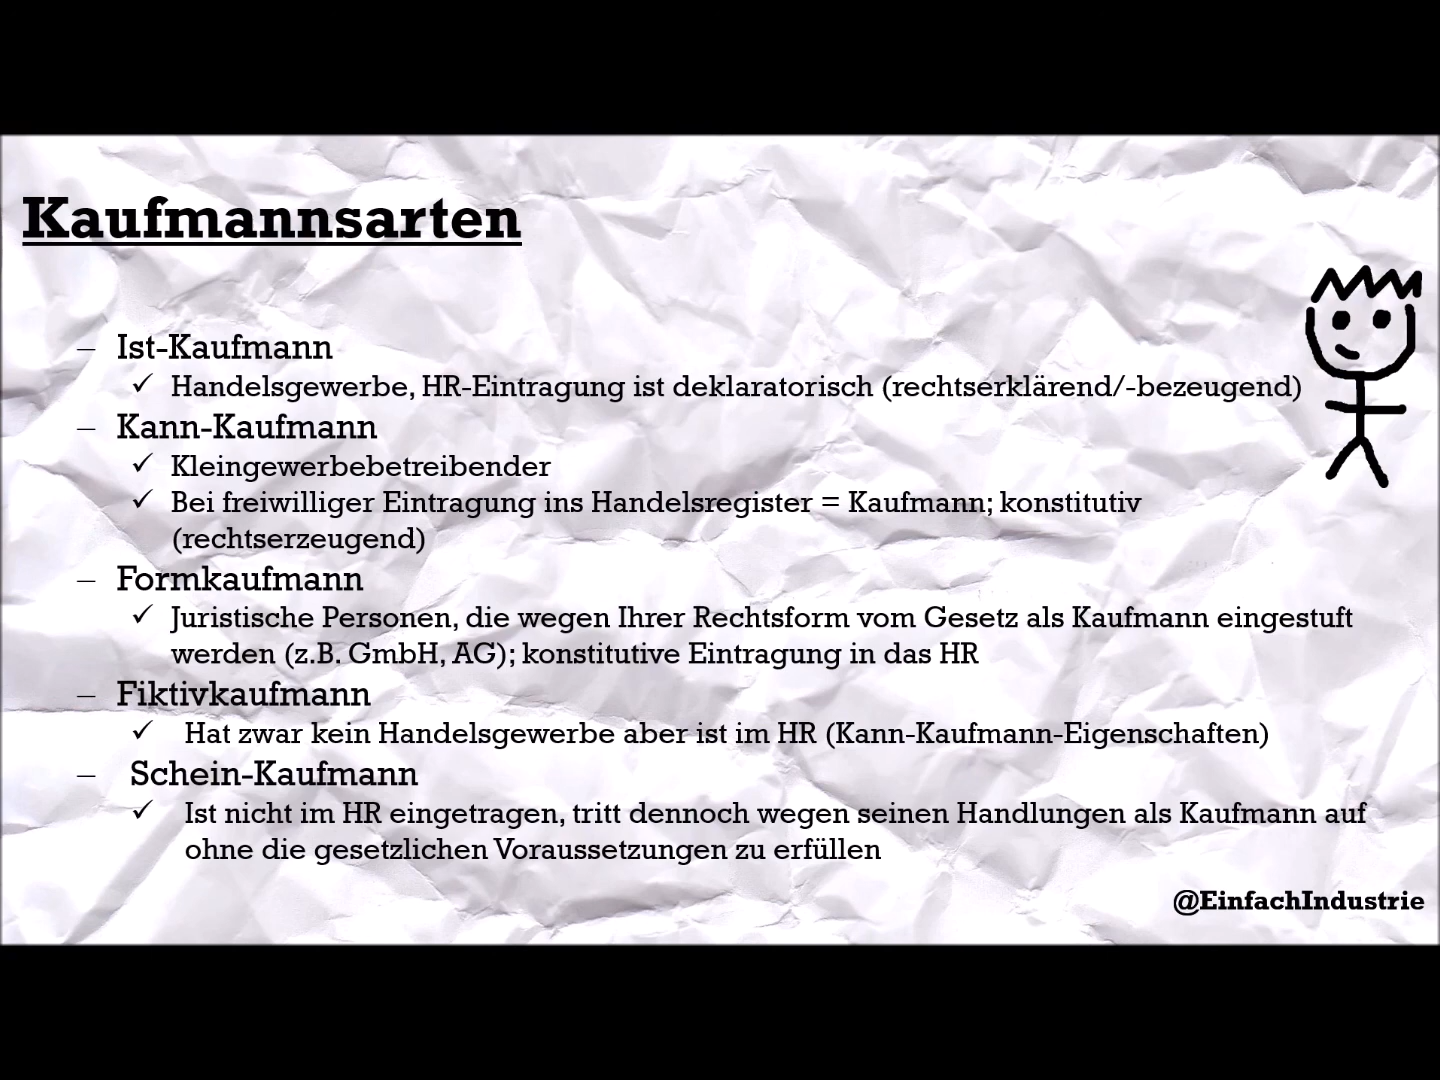 Kaufmannsarten
– Ist-Kaufmann
✓ Handelsgewerbe, HR-Eintragung ist deklaratorisch (rechtserklärend/-bezeugend)
– Kann-Kaufmann
✓ Kleingewerbebetreibender
✓ Bei freiwilliger Eintragung ins Handelsregister = Kaufmann; konstitutiv
(rechtserzeugend)
– Formkaufmann
✓ Juristische Personen, die wegen Ihrer Rechtsform vom Gesetz als Kaufmann eingestuft
werden (z.B. GmbH, AG); konstitutive Eintragung in das HR
– Fiktivkaufmann
✓ Hat zwar kein Handelsgewerbe aber ist im HR (Kann-Kaufmann-Eigenschaften)
– Schein-Kaufmann
✓ Ist nicht im HR eingetragen, tritt dennoch wegen seinen Handlungen als Kaufmann auf
ohne die gesetzlichen Voraussetzungen zu erfüllen
@EinfachIndustrie